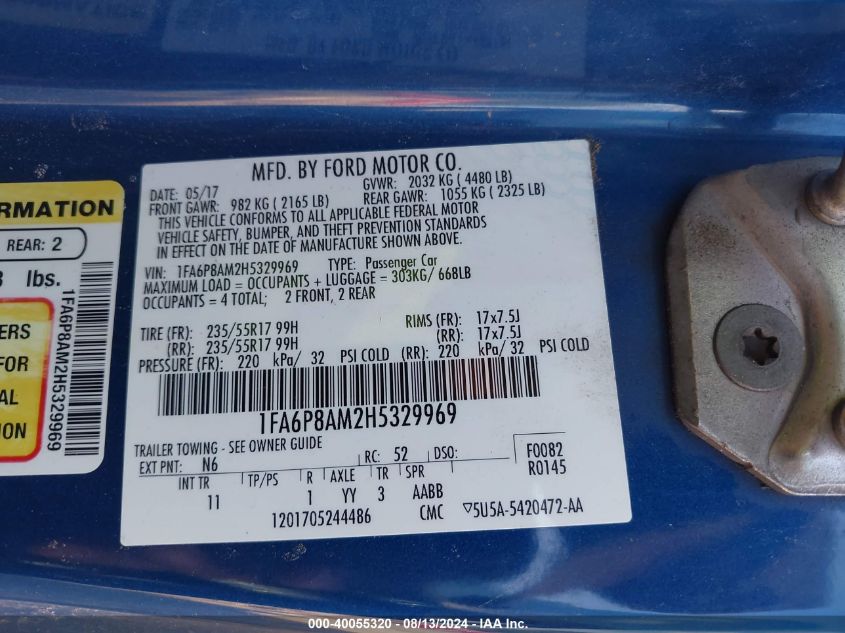 MFD. BY FORD MOTOR CO.
DATE: 05/17 GVWR: 2032 KG ( 4480 LB)
FRONT GAWR: 982 KG ( 2165 LB) REAR GAWR: 1055 KG ( 2325 LB)
THIS VEHICLE CONFORMS TO ALL APPLICABLE FEDERAL MOTOR
VEHICLE SAFETY, BUMPER, AND THEFT PREVENTION STANDARDS
IN EFFECT ON THE DATE OF MANUFACTURE SHOWN ABOVE.
VIN: 1FA6P8AM2H5329969 TYPE: Passenger Car
MAXIMUM LOAD = OCCUPANTS + LUGGAGE = 303KG/ 668LB
OCCUPANTS = 4 TOTAL; 2 FRONT, 2 REAR
TIRE (FR): 235/55R17 99H RIMS (FR): 17x7.5J
(RR): 235/55R17 99H (RR): 17x7.5J
PRESSURE (FR): 220 kPa/ 32 PSI COLD (RR): 220 kPa/ 32 PSI COLD
1FA6P8AM2H5329969
TRAILER TOWING - SEE OWNER GUIDE
EXT PNT: N6 RC: 52 DSO: F0082
R0145
INT TR TP/PS R AXLE TR SPR
11 1 YY 3 AABB
1201705244486 CMC ▽5U5A-5420472-AA
RMATION
REAR: 2
lbs.
ERS
FOR
AL
ION
1FA6P8AM2H5329969
000-40055320 - 08/13/2024 - IAA Inc.